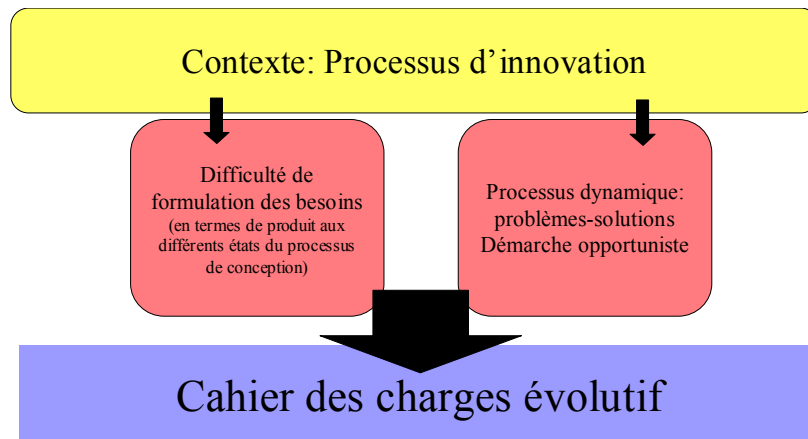 Contexte: Processus d’innovation
Difficulté de
formulation des besoins
(en termes de produit aux
différents états du processus
de conception)
Processus dynamique:
problèmes-solutions
Démarche opportuniste
Cahier des charges évolutif